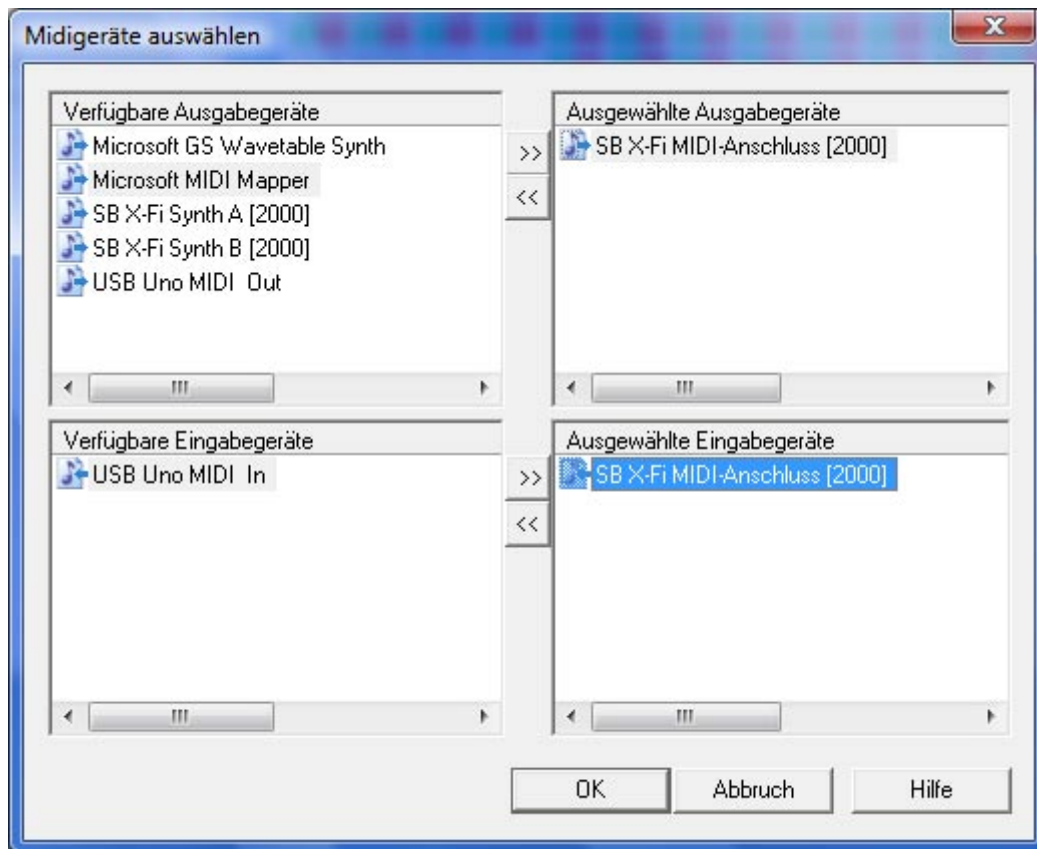 Midigeräte auswählen
X
Verfügbare Ausgabegeräte
Microsoft GS Wavetable Synth
Microsoft MIDI Mapper
SB X-Fi Synth A [2000]
SB X-Fi Synth B [2000]
USB Uno MIDI  Out
>>
<<
Ausgewählte Ausgabegeräte
SB X-Fi MIDI-Anschluss [2000]
Verfügbare Eingabegeräte
USB Uno MIDI  In
>>
<<
Ausgewählte Eingabegeräte
SB X-Fi MIDI-Anschluss [2000]
OK
Abbruch
Hilfe